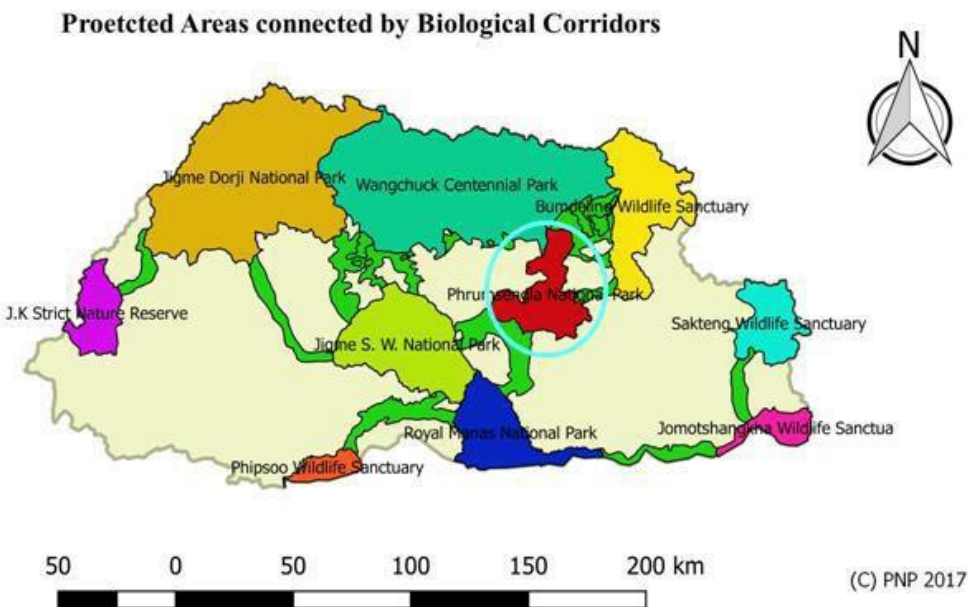 Proetcted Areas connected by Biological Corridors
N
Jigme Dorji National Park
Wangchuck Centennial Park
Bumdeling Wildlife Sanctuary
Phrumsengla National Park
J.K Strict Nature Reserve
Sakteng Wildlife Sanctuary
Jigme S. W. National Park
Royal Manas National Park
Jomotshangkha Wildlife Sanctua
Phipsoo Wildlife Sanctuary
50 0 50 100 150 200 km
(C) PNP 2017